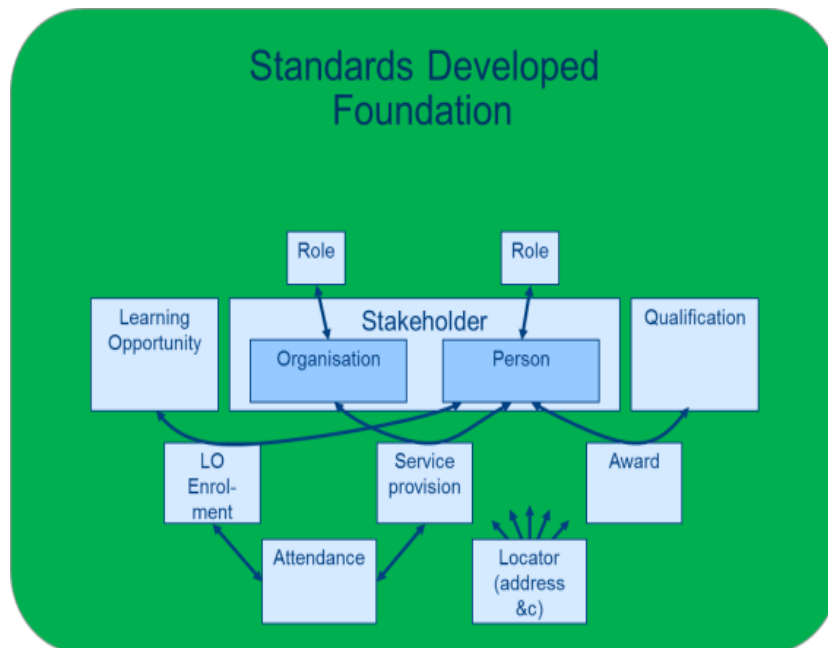 Standards Developed
Foundation
Role
Role
Learning
Opportunity
Stakeholder
Qualification
Organisation
Person
LO
Enrol-
ment
Service
provision
Award
Attendance
Locator
(address
&c)